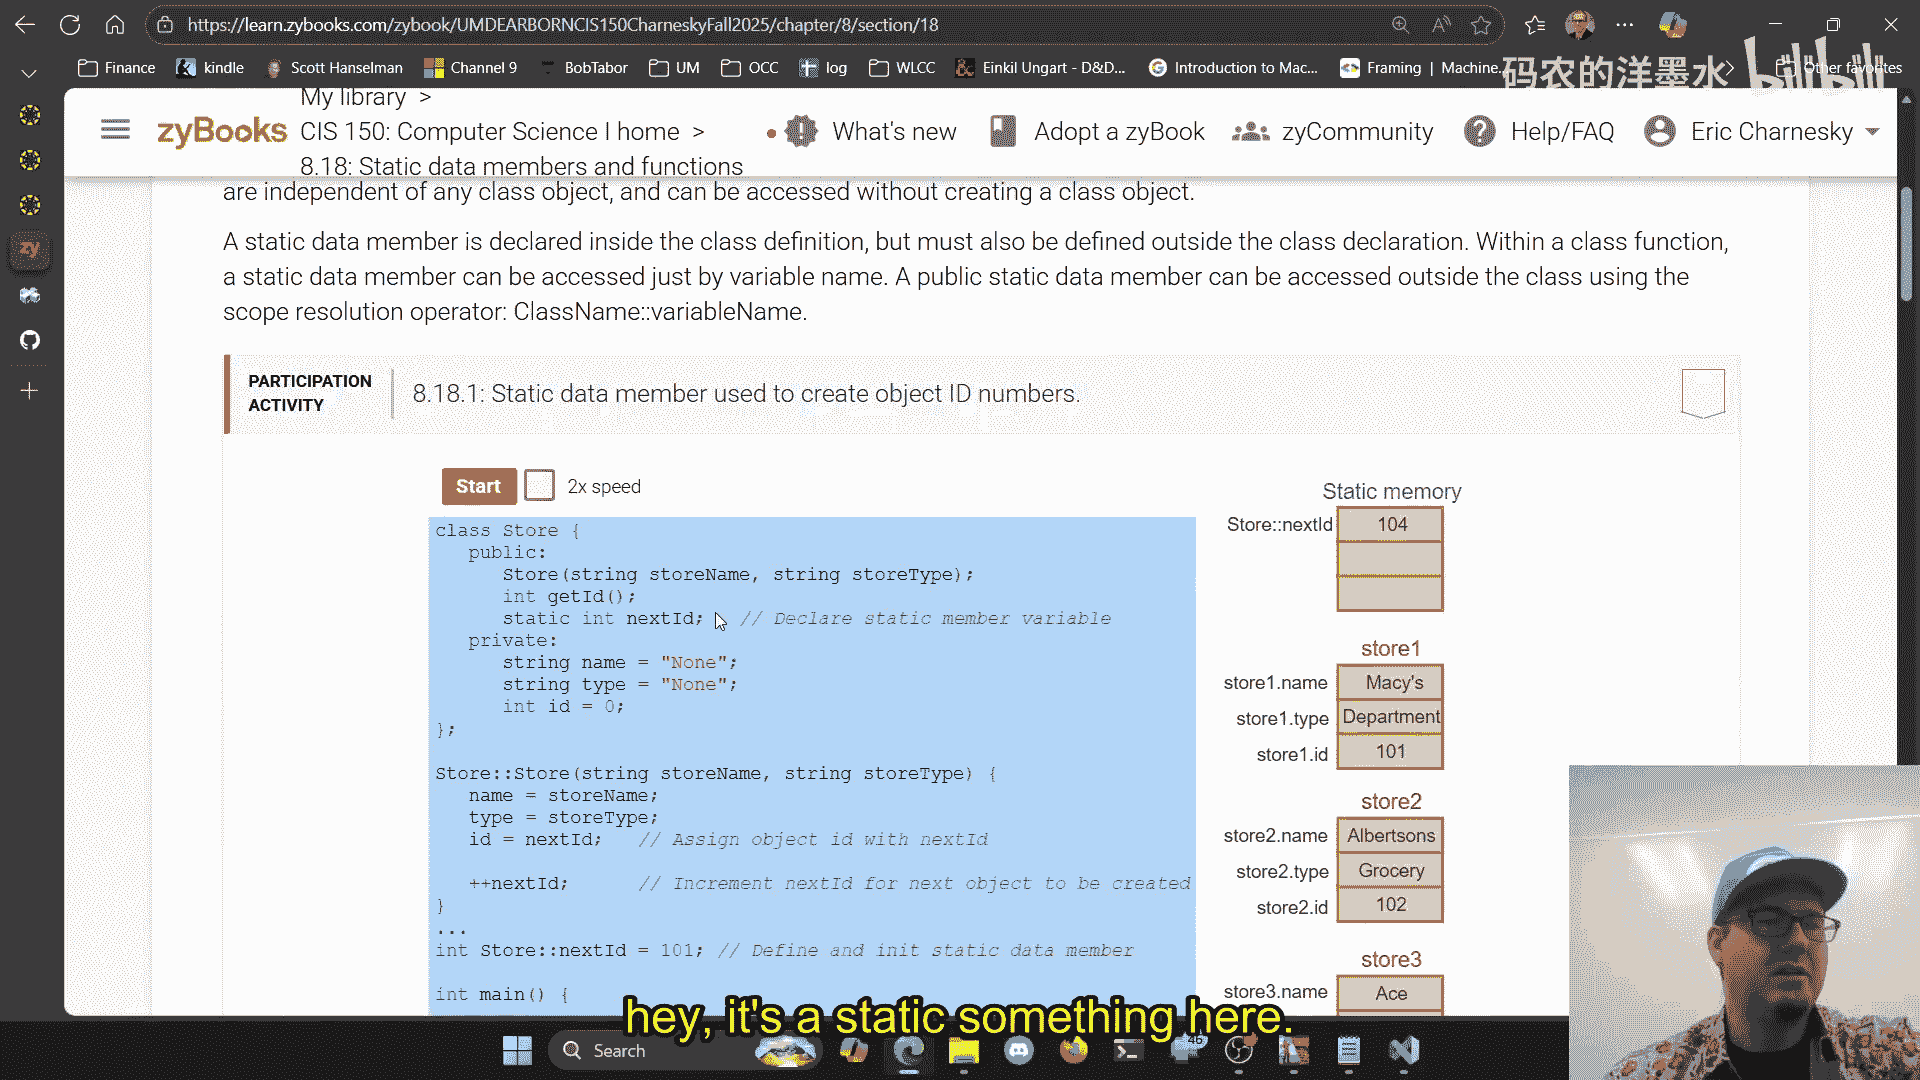 https://learn.zybooks.com/zybook/UMDEARBORNCIS150CharneskyFall2025/chapter/8/section/18
Finance kindle Scott Hanselman Channel 9 BobTabor UM OCC log WLCC Einkil Ungart - D&D... Introduction to Mac... Framing | Machine... Other favorites
码农的洋墨水 bilibili
My library >
zyBooks CIS 150: Computer Science I home > What's new Adopt a zyBook zyCommunity Help/FAQ Eric Charnesky
8.18: Static data members and functions
are independent of any class object, and can be accessed without creating a class object.
A static data member is declared inside the class definition, but must also be defined outside the class declaration. Within a class function,
a static data member can be accessed just by variable name. A public static data member can be accessed outside the class using the
scope resolution operator: ClassName::variableName.
PARTICIPATION
ACTIVITY
8.18.1: Static data member used to create object ID numbers.
Start 2x speed
class Store {
public:
Store(string storeName, string storeType);
int getId();
static int nextId; // Declare static member variable
private:
string name = "None";
string type = "None";
int id = 0;
};
Store::Store(string storeName, string storeType) {
name = storeName;
type = storeType;
id = nextId; // Assign object id with nextId
++nextId; // Increment nextId for next object to be created
}
...
int Store::nextId = 101; // Define and init static data member
int main() {
Static memory
Store::nextId 104
store1
store1.name Macy's
store1.type Department
store1.id 101
store2
store2.name Albertsons
store2.type Grocery
store2.id 102
store3
store3.name Ace
hey, it's a static something here.
Search
46
zy